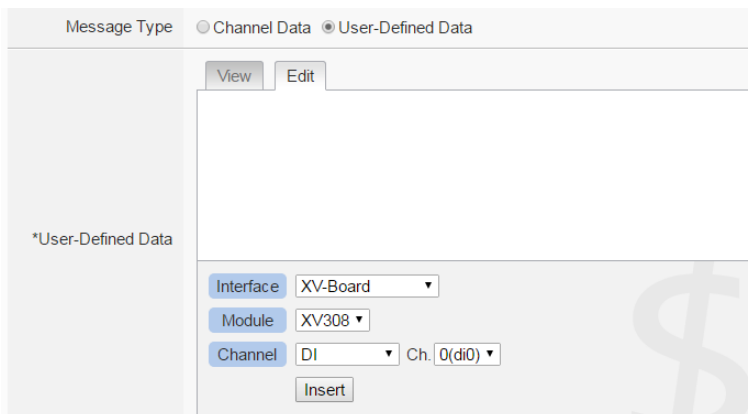 Message Type Channel Data User-Defined Data
View Edit
*User-Defined Data
Interface XV-Board
Module XV308
Channel DI Ch. 0(di0)
Insert
$